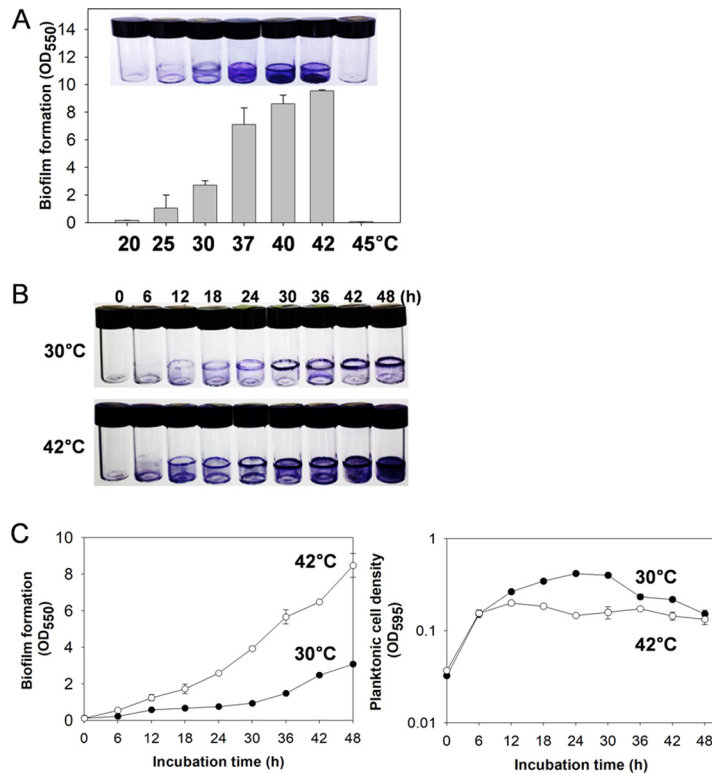 A
Biofilm formation (OD550)
14
12
10
8
6
4
2
0
20 25 30 37 40 42 45°C
B
0 6 12 18 24 30 36 42 48 (h)
30°C
42°C
C
Biofilm formation
(OD550)
10
8
6
4
2
0
42°C
30°C
0 6 12 18 24 30 36 42 48
Incubation time (h)
Planktonic cell density
(OD595)
1
0.1
0.01
30°C
42°C
0 6 12 18 24 30 36 42 48
Incubation time (h)